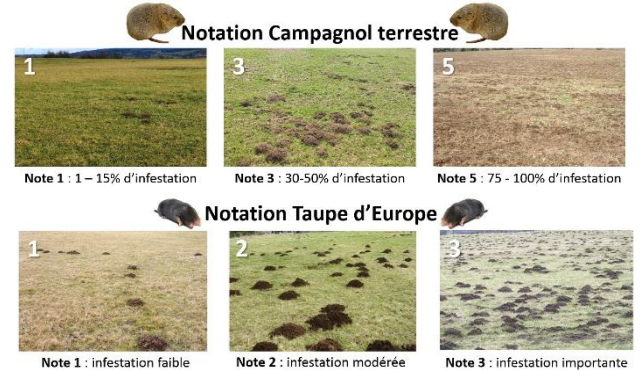 Notation Campagnol terrestre
1
3
5
Note 1 : 1 – 15% d’infestation
Note 3 : 30-50% d’infestation
Note 5 : 75 - 100% d’infestation
Notation Taupe d’Europe
1
2
3
Note 1 : infestation faible
Note 2 : infestation modérée
Note 3 : infestation importante